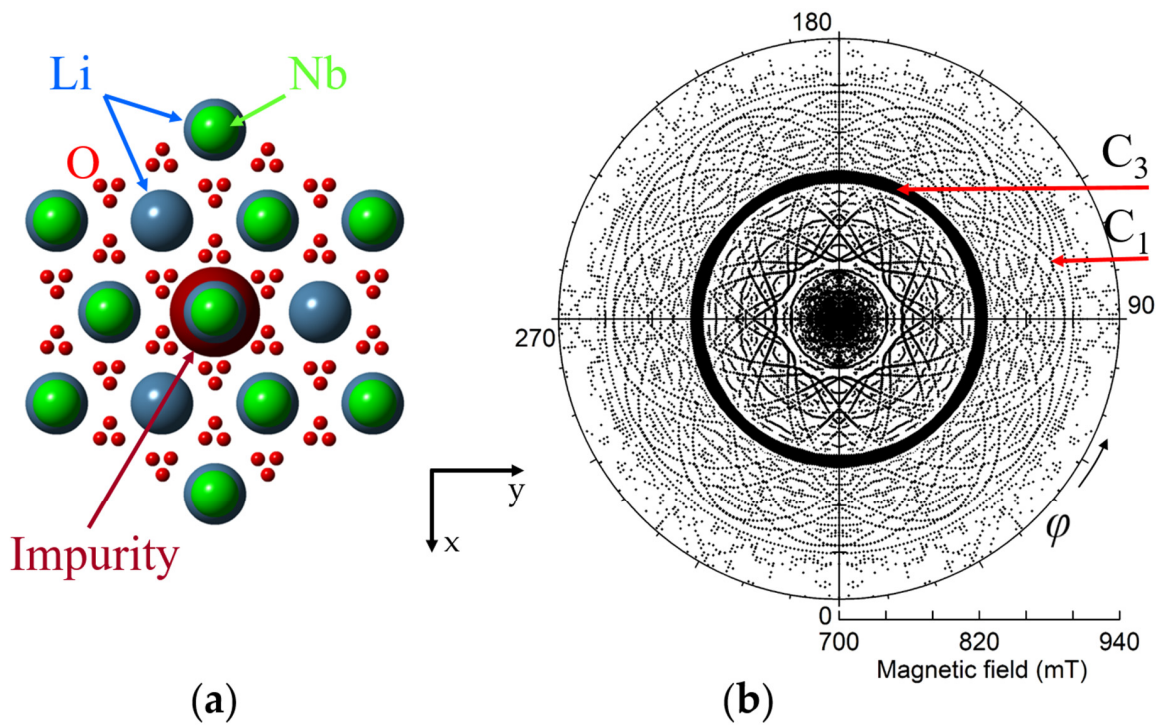 Li
Nb
O
Impurity
y
x
(a)
180
C3
C1
270
90
φ
0
700 820 940
Magnetic field (mT)
(b)